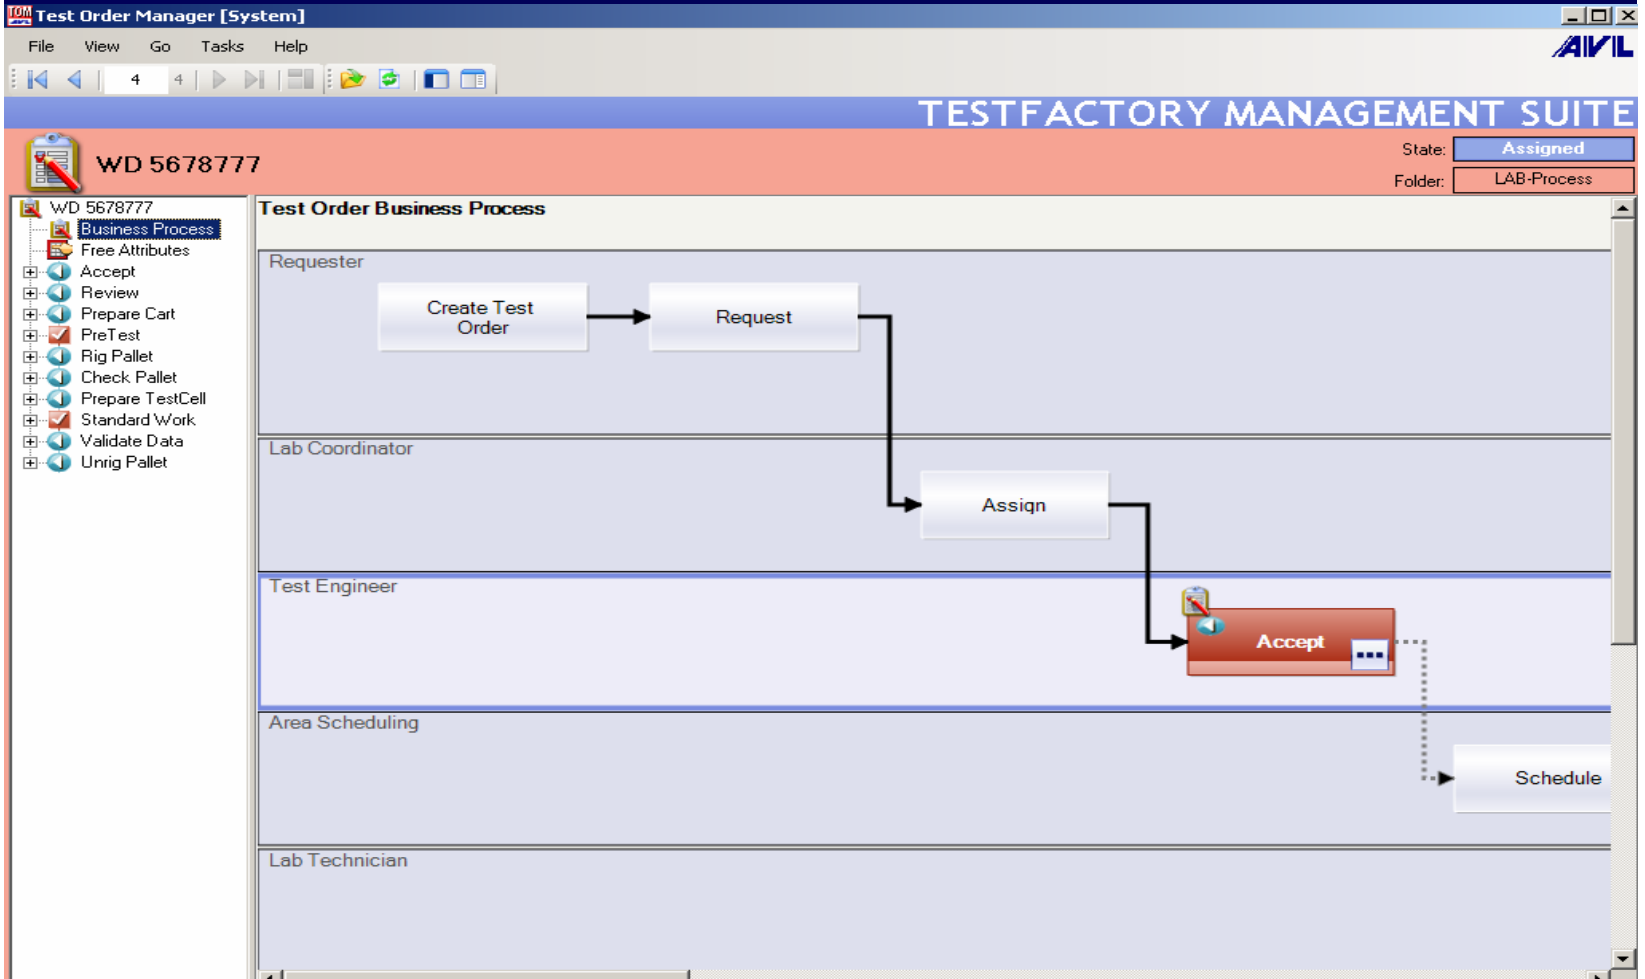 TOM Test Order Manager [System]
File View Go Tasks Help
AVL
4 4
TESTFACTORY MANAGEMENT SUITE
WD 5678777
State: Assigned
Folder: LAB-Process
WD 5678777
Business Process
Free Attributes
Accept
Review
Prepare Cart
PreTest
Rig Pallet
Check Pallet
Prepare TestCell
Standard Work
Validate Data
Unrig Pallet
Test Order Business Process
Requester
Create Test
Order
Request
Lab Coordinator
Assign
Test Engineer
Accept
...
Area Scheduling
Schedule
Lab Technician